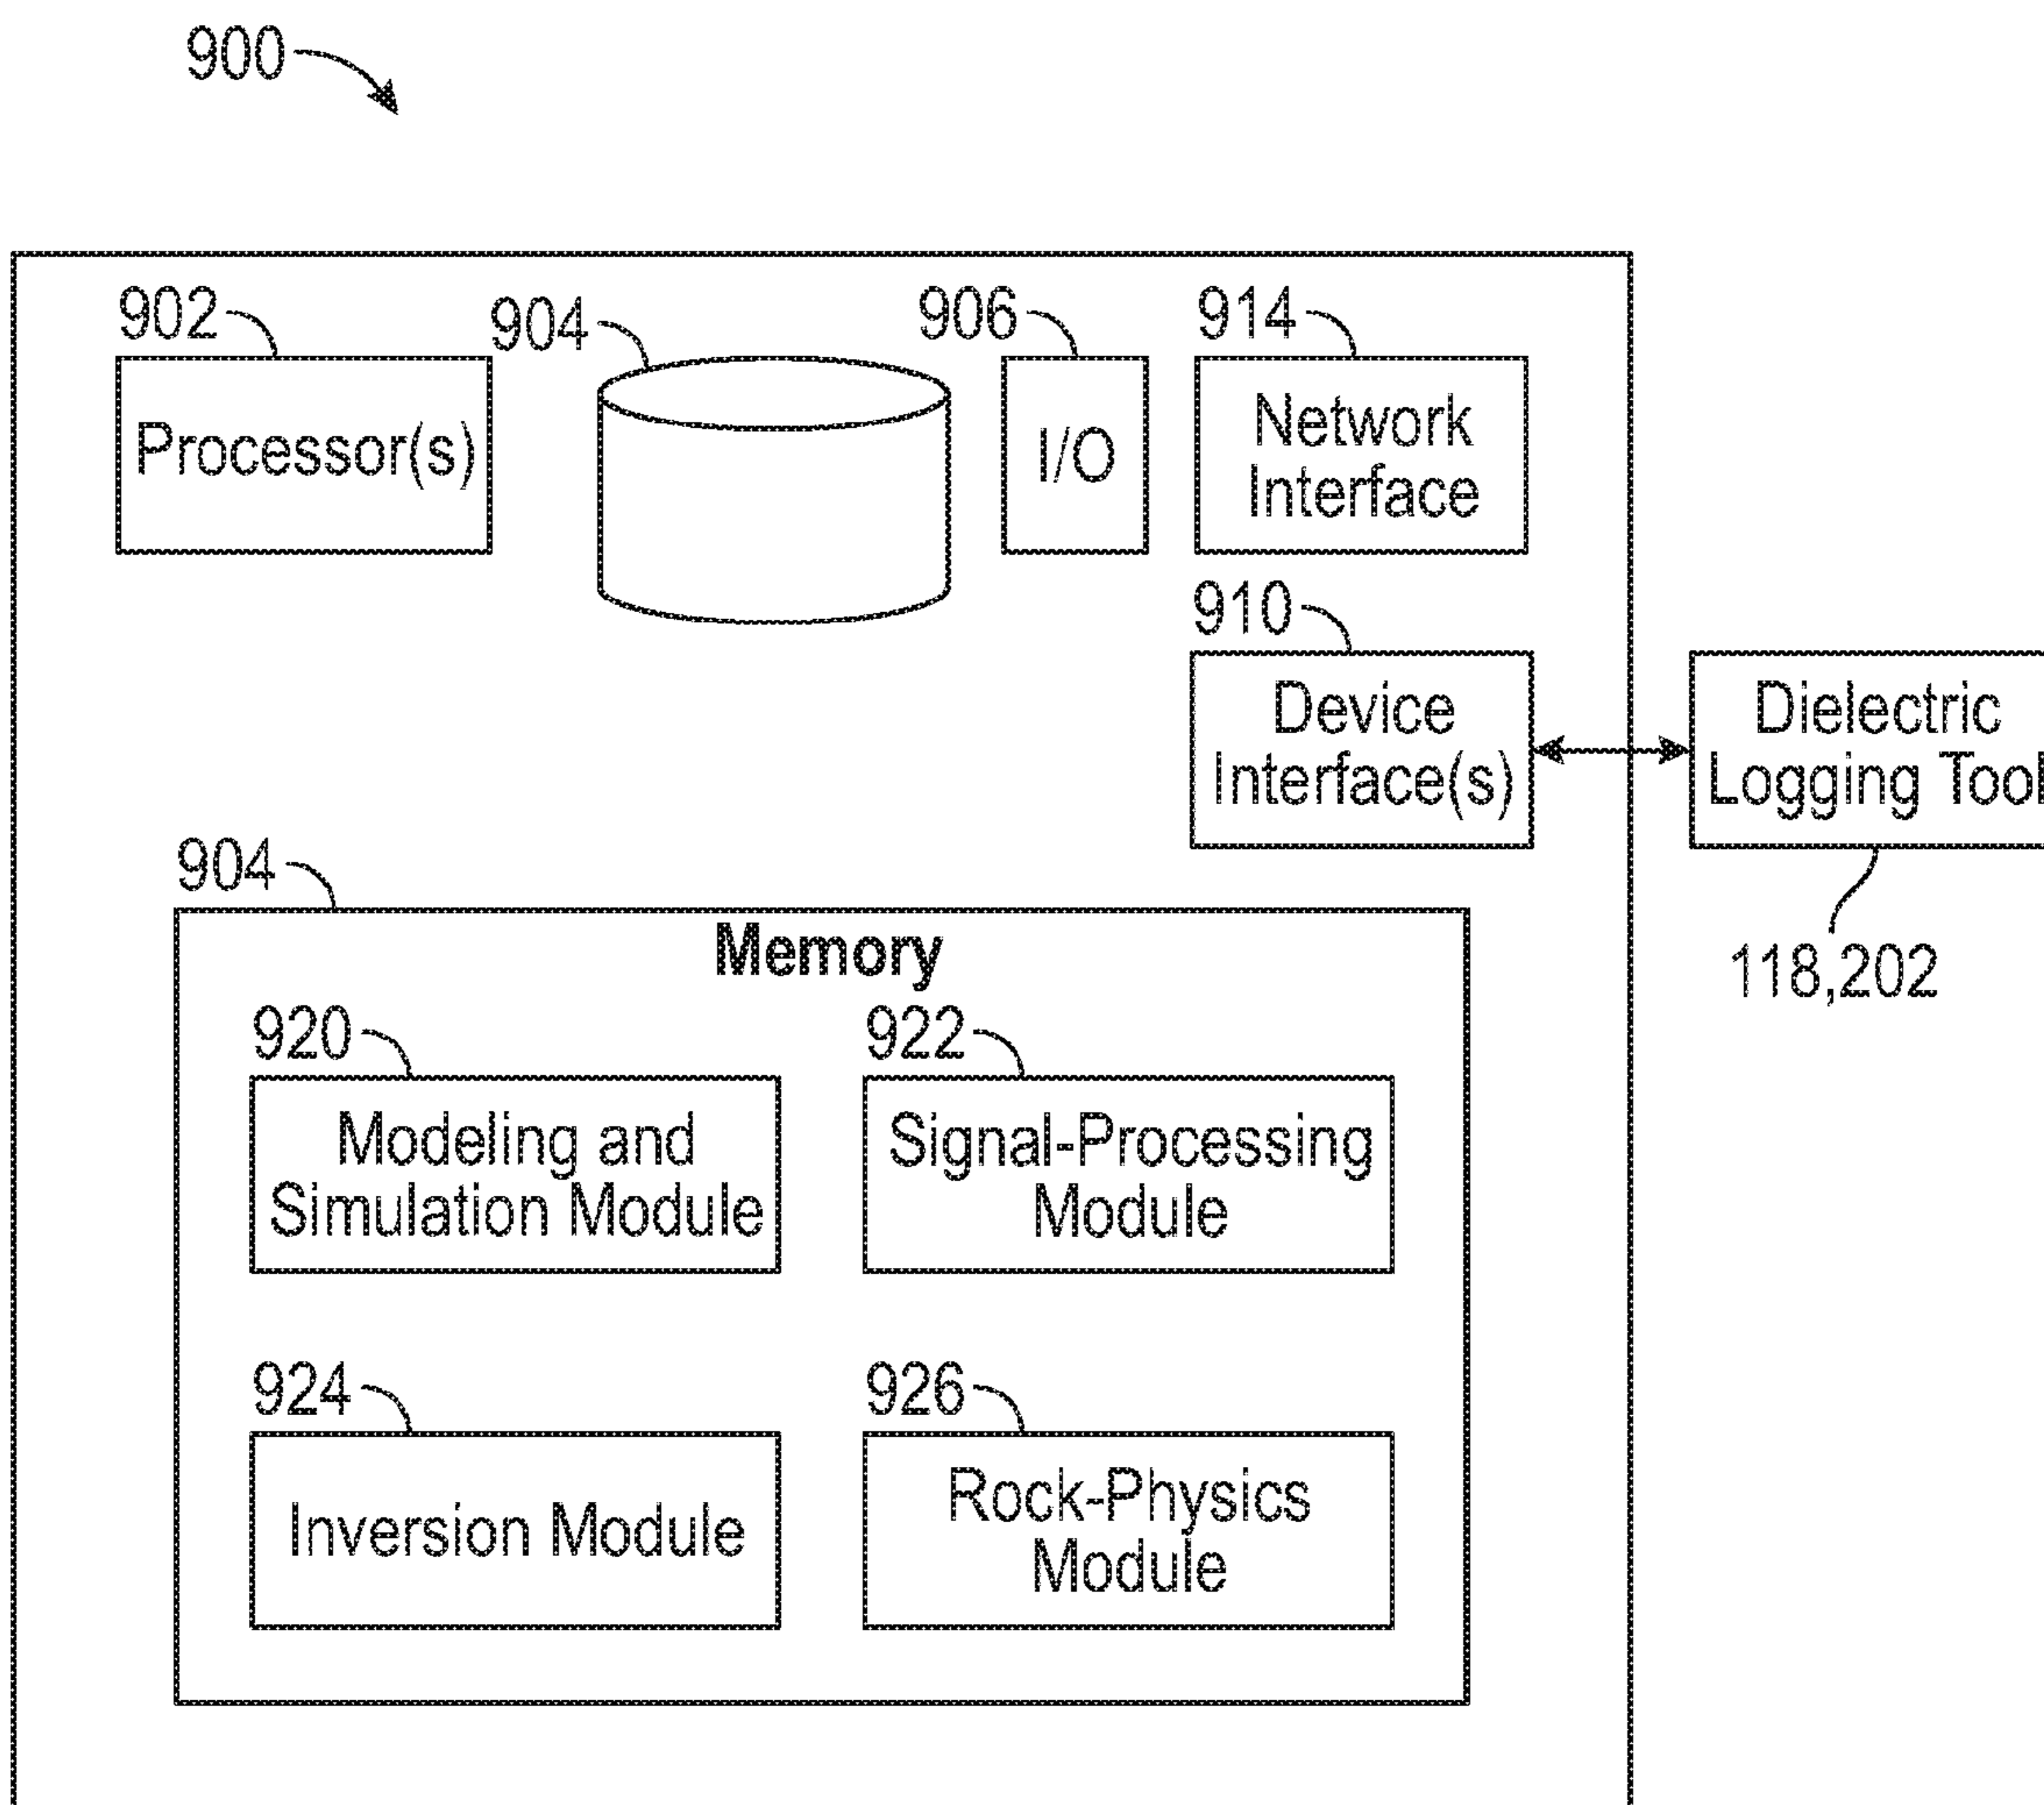 900
902
904
906
914
Processor(s)
I/O
Network
Interface
910
Device
Interface(s)
Dielectric
Logging Tool
118,202
904
Memory
920
922
Modeling and
Simulation Module
Signal-Processing
Module
924
926
Inversion Module
Rock-Physics
Module